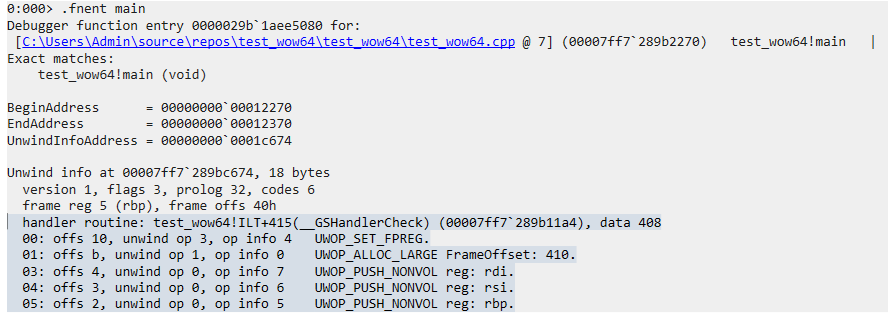 0:000> .fnent main
Debugger function entry 0000029b`1aee5080 for:
[C:\Users\Admin\source\repos\test_wow64\test_wow64\test_wow64.cpp @ 7] (00007ff7`289b2270)   test_wow64!main   |
Exact matches:
test_wow64!main (void)
BeginAddress      = 00000000`00012270
EndAddress        = 00000000`00012370
UnwindInfoAddress = 00000000`0001c674
Unwind info at 00007ff7`289bc674, 18 bytes
version 1, flags 3, prolog 32, codes 6
frame reg 5 (rbp), frame offs 40h
handler routine: test_wow64!ILT+415(__GSHandlerCheck) (00007ff7`289b11a4), data 408
00: offs 10, unwind op 3, op info 4   UWOP_SET_FPREG.
01: offs b, unwind op 1, op info 0    UWOP_ALLOC_LARGE FrameOffset: 410.
03: offs 4, unwind op 0, op info 7    UWOP_PUSH_NONVOL reg: rdi.
04: offs 3, unwind op 0, op info 6    UWOP_PUSH_NONVOL reg: rsi.
05: offs 2, unwind op 0, op info 5    UWOP_PUSH_NONVOL reg: rbp.